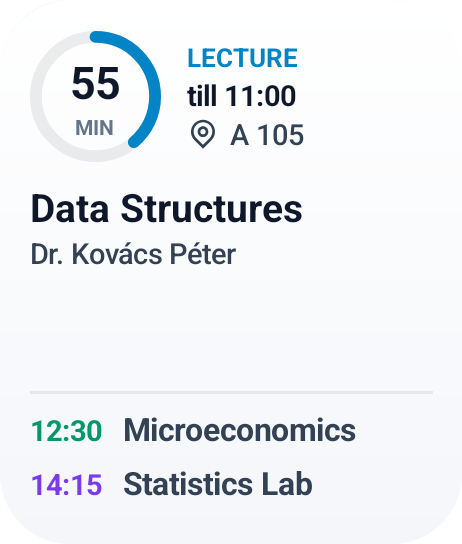 55
MIN
LECTURE
till 11:00
A 105
Data Structures
Dr. Kovács Péter
12:30 Microeconomics
14:15 Statistics Lab